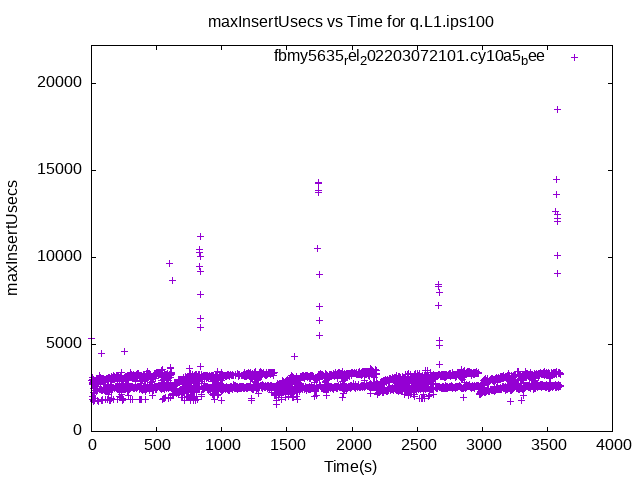 maxInsertUsecs vs Time for q.L1.ips100
fbmy5635rel202203072101.cy10a5bee
20000
15000
10000
5000
0
maxInsertUsecs
0 500 1000 1500 2000 2500 3000 3500 4000
Time(s)